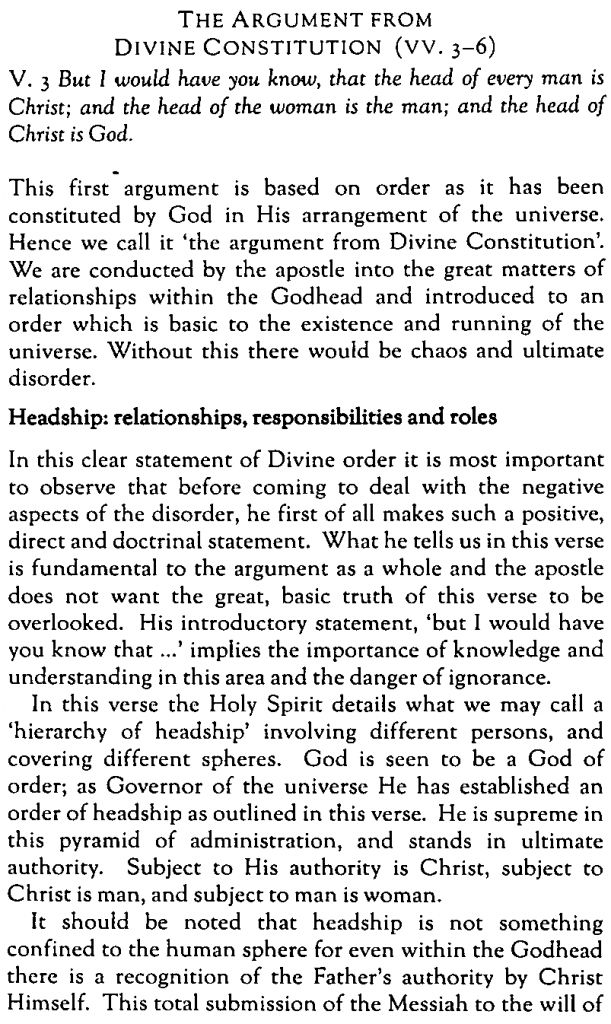 THE ARGUMENT FROM
DIVINE CONSTITUTION (VV. 3–6)
V. 3 But I would have you know, that the head of every man is
Christ; and the head of the woman is the man; and the head of
Christ is God.
This first argument is based on order as it has been
constituted by God in His arrangement of the universe.
Hence we call it ‘the argument from Divine Constitution’.
We are conducted by the apostle into the great matters of
relationships within the Godhead and introduced to an
order which is basic to the existence and running of the
universe. Without this there would be chaos and ultimate
disorder.
Headship: relationships, responsibilities and roles
In this clear statement of Divine order it is most important
to observe that before coming to deal with the negative
aspects of the disorder, he first of all makes such a positive,
direct and doctrinal statement. What he tells us in this verse
is fundamental to the argument as a whole and the apostle
does not want the great, basic truth of this verse to be
overlooked. His introductory statement, ‘but I would have
you know that ...’ implies the importance of knowledge and
understanding in this area and the danger of ignorance.
In this verse the Holy Spirit details what we may call a
‘hierarchy of headship’ involving different persons, and
covering different spheres. God is seen to be a God of
order; as Governor of the universe He has established an
order of headship as outlined in this verse. He is supreme in
this pyramid of administration, and stands in ultimate
authority. Subject to His authority is Christ, subject to
Christ is man, and subject to man is woman.
It should be noted that headship is not something
confined to the human sphere for even within the Godhead
there is a recognition of the Father’s authority by Christ
Himself. This total submission of the Messiah to the will of